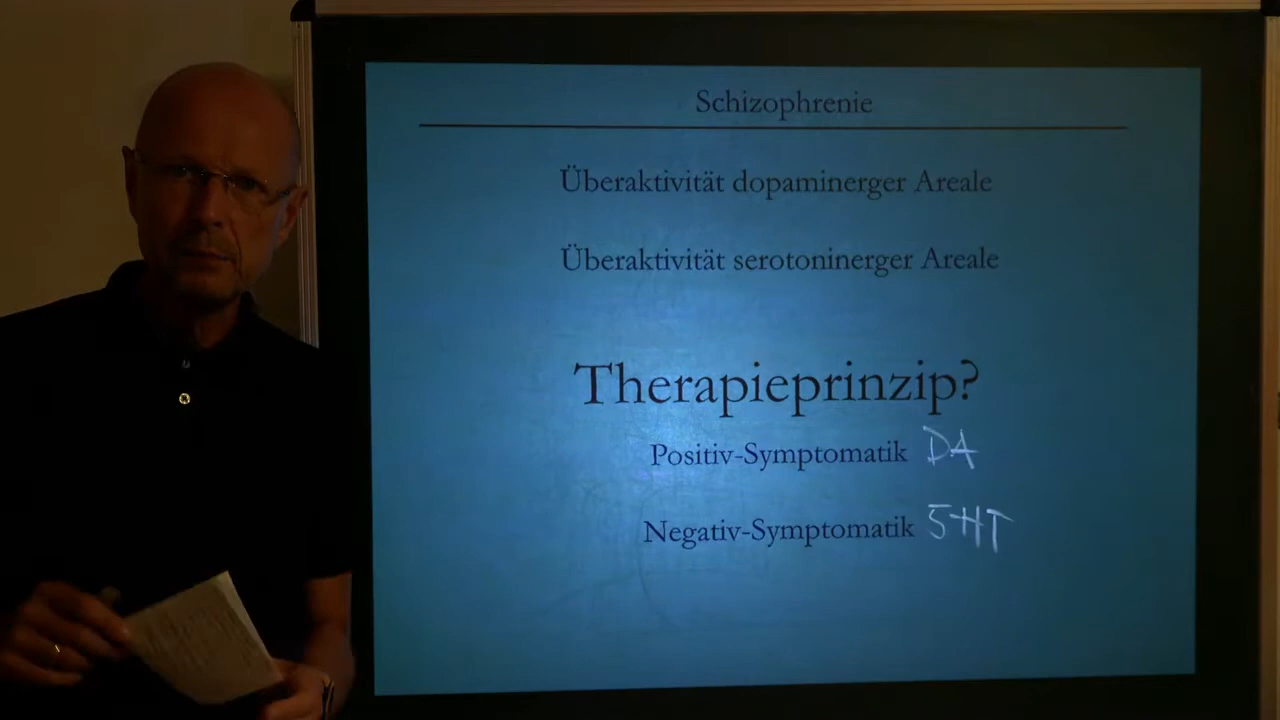 Schizophrenie
Überaktivität dopaminerger Areale
Überaktivität serotoninerger Areale
Therapieprinzip?
Positiv-Symptomatik DA
Negativ-Symptomatik 5HT